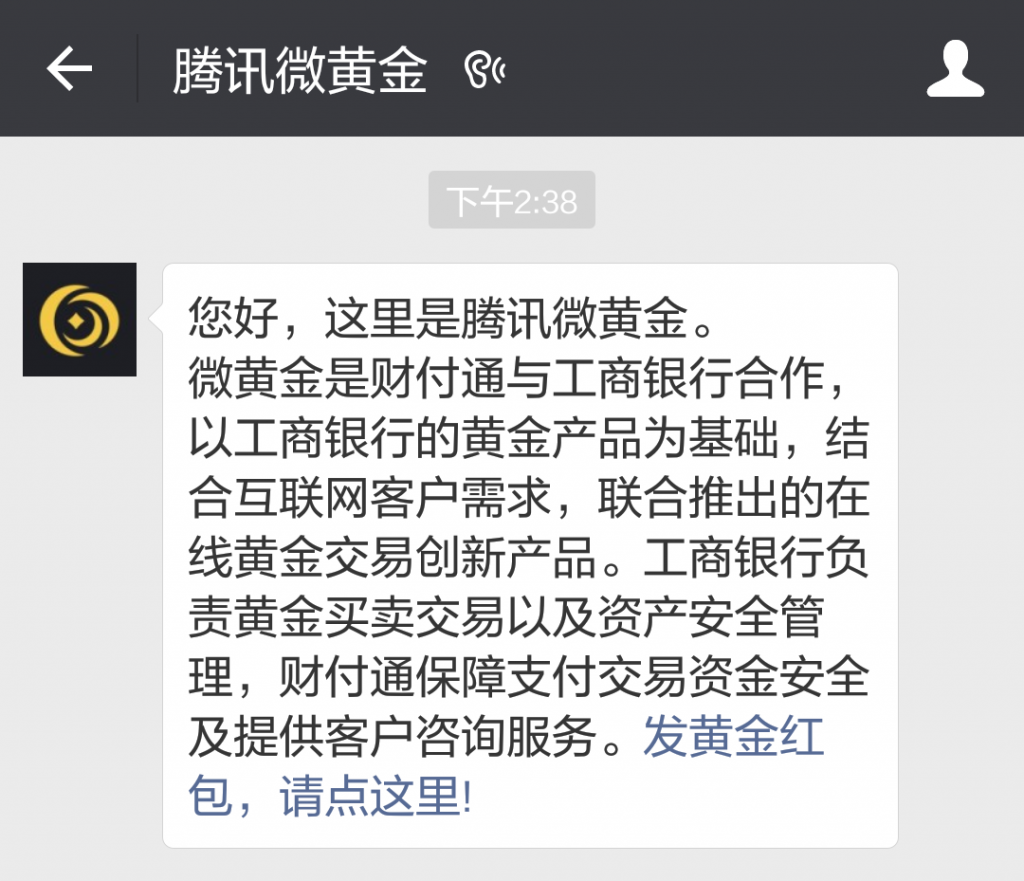 腾讯微黄金
下午2:38
您好，这里是腾讯微黄金。
微黄金是财付通与工商银行合作，
以工商银行的黄金产品为基础，结
合互联网客户需求，联合推出的在
线黄金交易创新产品。工商银行负
责黄金买卖交易以及资产安全管
理，财付通保障支付交易资金安全
及提供客户咨询服务。发黄金红
包，请点这里!